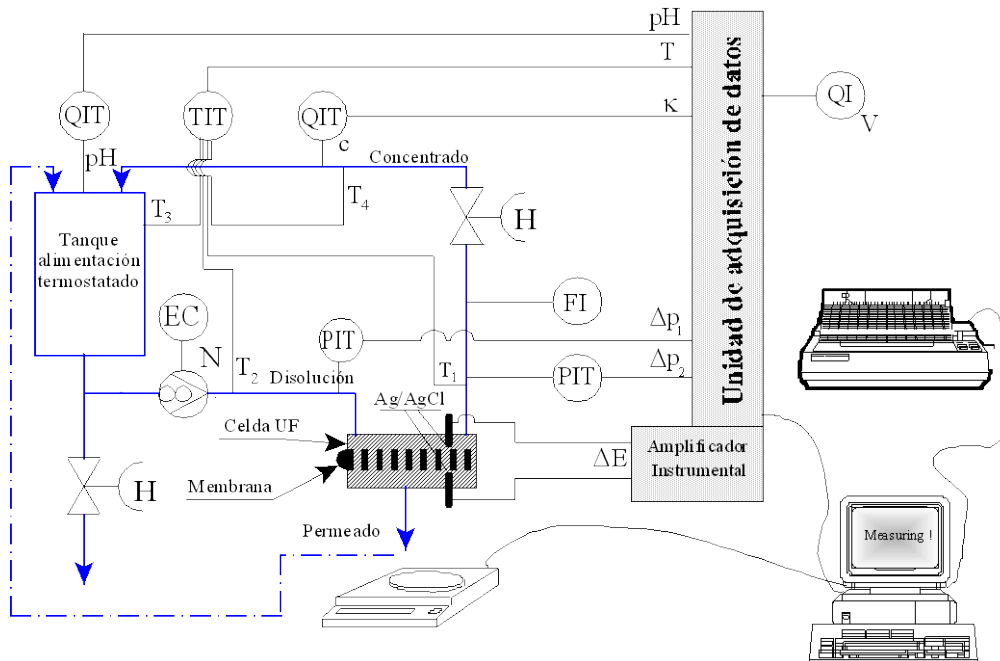 pH
T
κ
QIT
TIT
QIT
QI
V
pH
c
Concentrado
T3
T4
H
Tanque
alimentación
termostatado
Unidad de adquisición de datos
EC
N
T2
Disolución
PIT
FI
Δp1
Δp2
T1
PIT
Ag/AgCl
Celda UF
Membrana
H
ΔE
Amplificador
Instrumental
Permeado
Measuring !